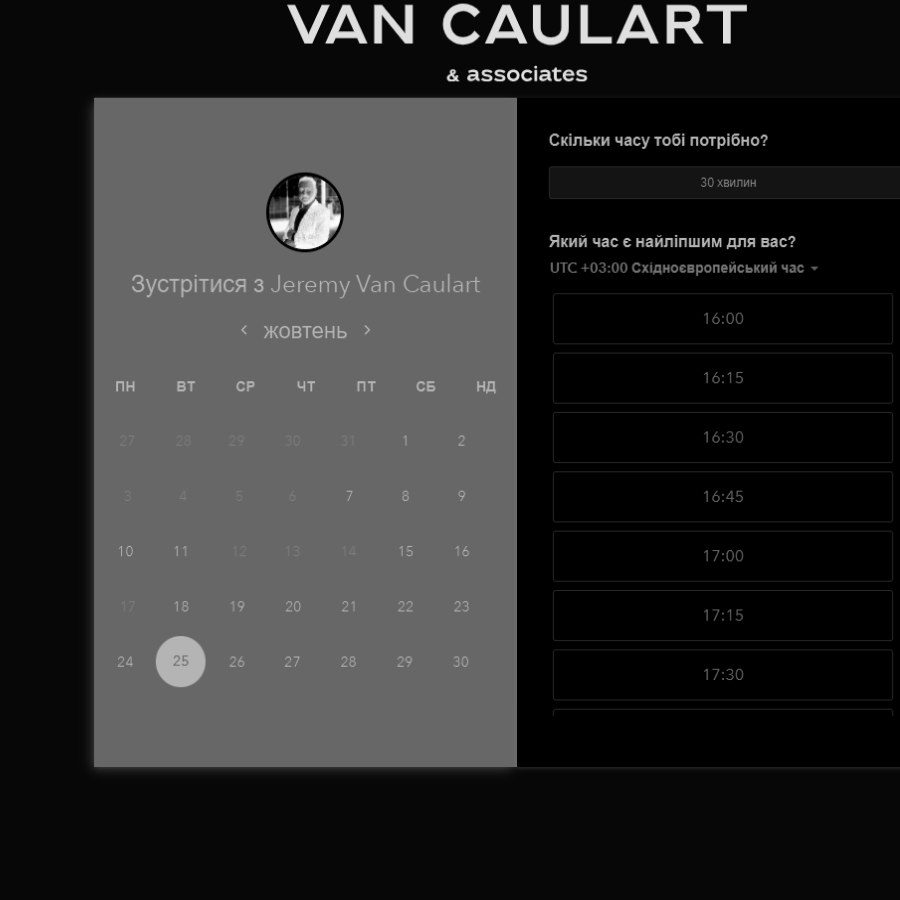 VAN CAULART
& associates
Зустрітися з Jeremy Van Caulart
жовтень
ПН ВТ СР ЧТ ПТ СБ НД
27 28 29 30 31 1 2
3 4 5 6 7 8 9
10 11 12 13 14 15 16
17 18 19 20 21 22 23
24 25 26 27 28 29 30
Скільки часу тобі потрібно?
30 хвилин
Який час є найліпшим для вас?
UTC +03:00 Східноєвропейський час
16:00
16:15
16:30
16:45
17:00
17:15
17:30